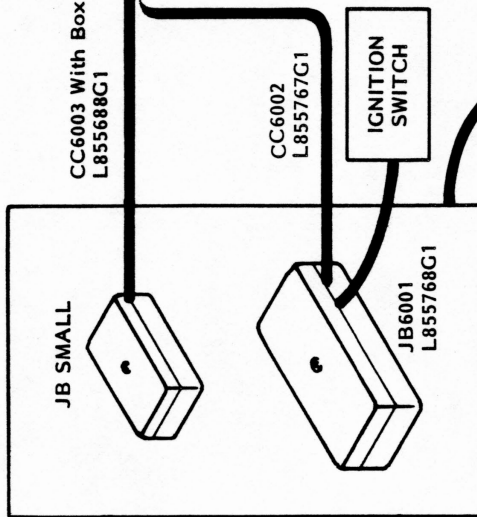 CC6003 With Box
L855688G1
CC6002
L855767G1
IGNITION
SWITCH
JB SMALL
JB6001
L855768G1